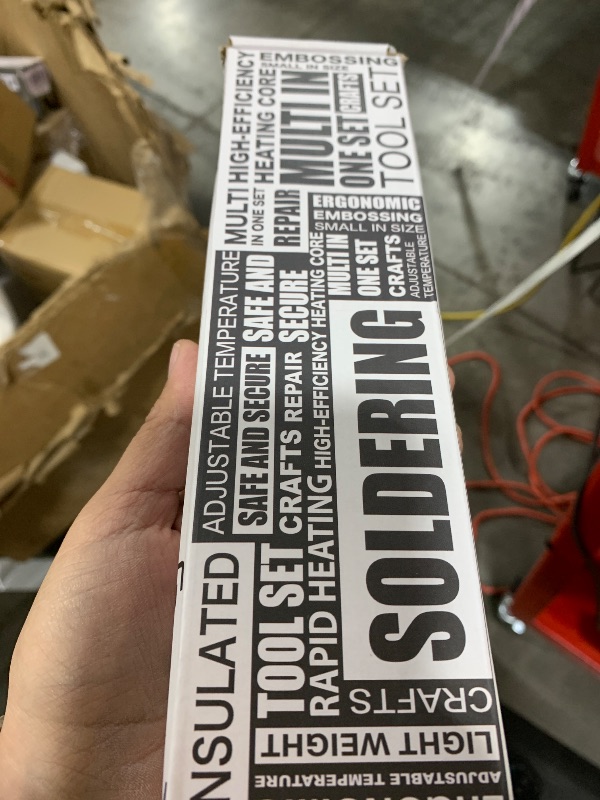 EMBOSSING
SMALL IN SIZE
MULTI HIGH-EFFICIENCY
IN ONE SET HEATING CORE
REPAIR MULTI IN
ONE SET CRAFTS
TOOL SET
ERGONOMIC
EMBOSSING
SMALL IN SIZE
MULTI IN
ONE SET
CRAFTS
ADJUSTABLE
TEMPERATURE
ADJUSTABLE TEMPERATURE
SAFE AND SECURE
SAFE AND
CRAFTS REPAIR SECURE
HIGH-EFFICIENCY HEATING CORE
SOLDERING
TOOL SET
RAPID HEATING
NSULATED
CRAFTS
LIGHT WEIGHT
ADJUSTABLE TEMPERATURE